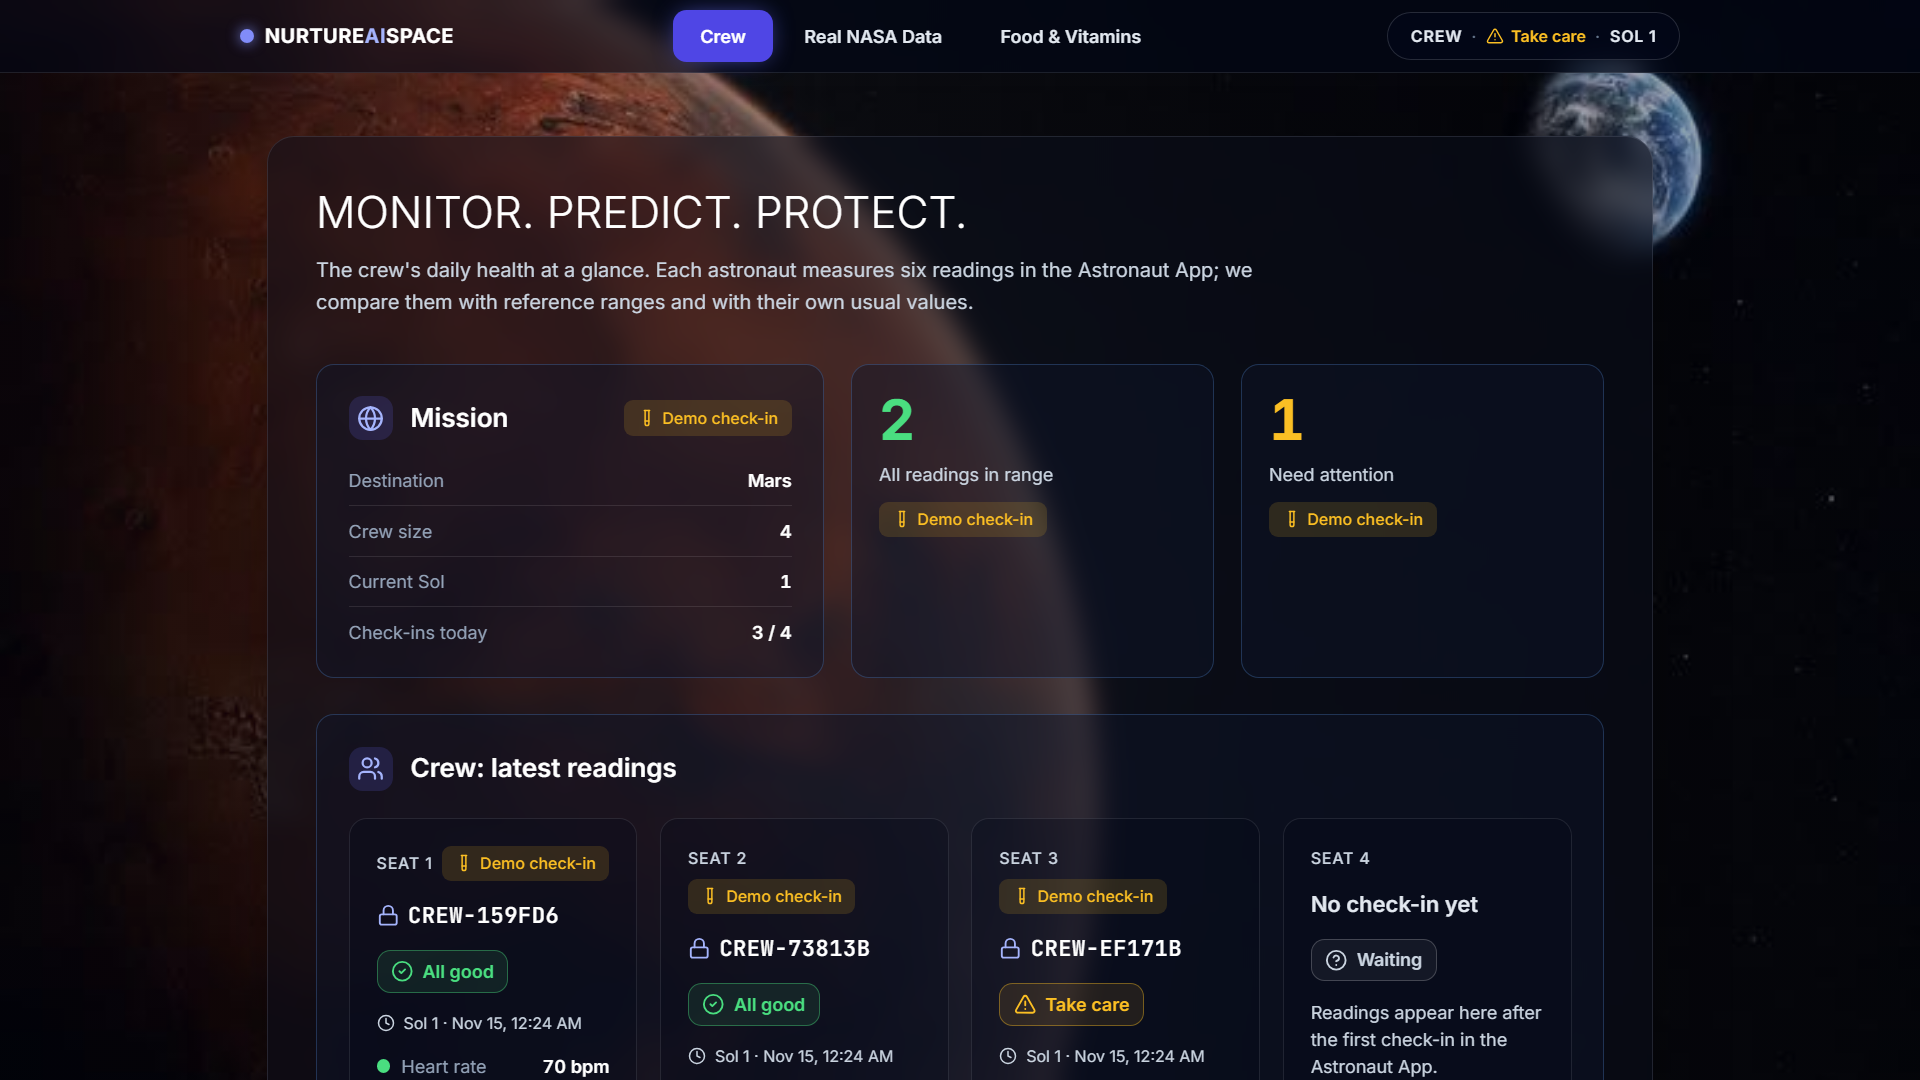 NURTUREAISPACE
Crew
Real NASA Data
Food & Vitamins
CREW · Take care · SOL 1
MONITOR. PREDICT. PROTECT.
The crew's daily health at a glance. Each astronaut measures six readings in the Astronaut App; we
compare them with reference ranges and with their own usual values.
Mission
Demo check-in
Destination Mars
Crew size 4
Current Sol 1
Check-ins today 3 / 4
2
All readings in range
Demo check-in
1
Need attention
Demo check-in
Crew: latest readings
SEAT 1 Demo check-in
CREW-159FD6
All good
Sol 1 · Nov 15, 12:24 AM
Heart rate 70 bpm
SEAT 2
Demo check-in
CREW-73813B
All good
Sol 1 · Nov 15, 12:24 AM
SEAT 3
Demo check-in
CREW-EF171B
Take care
Sol 1 · Nov 15, 12:24 AM
SEAT 4
No check-in yet
Waiting
Readings appear here after
the first check-in in the
Astronaut App.